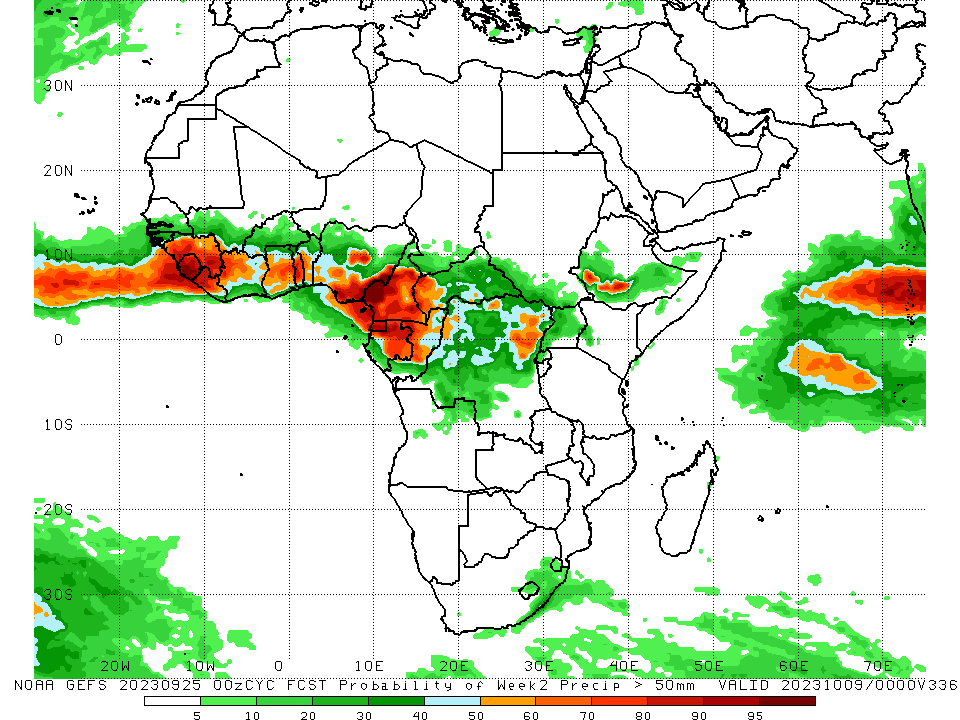 30N
20N
10N
0
10S
20S
30S
20W 10W 0 10E 20E 30E 40E 50E 60E 70E
NOAA GEFS 20230925 00zCYC FCST Probability of Week2 Precip > 50mm VALID 20231009/0000V336
5 10 20 30 40 50 60 70 80 90 95